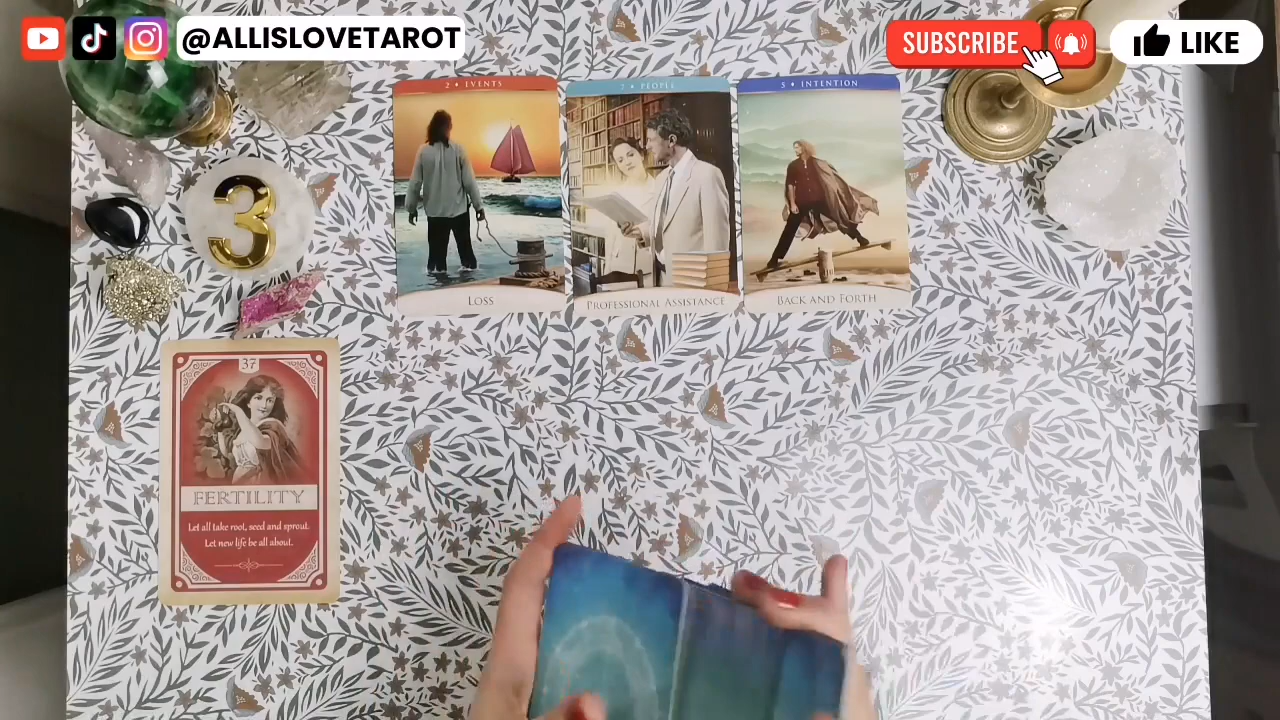 @ALLISLOVETAROT
SUBSCRIBE
LIKE
2 • EVENTS
7 • PEOPLE
5 • INTENTION
LOSS
PROFESSIONAL ASSISTANCE
BACK AND FORTH
3
37
FERTILITY
Let all take root, seed and sprout.
Let new life be all about.